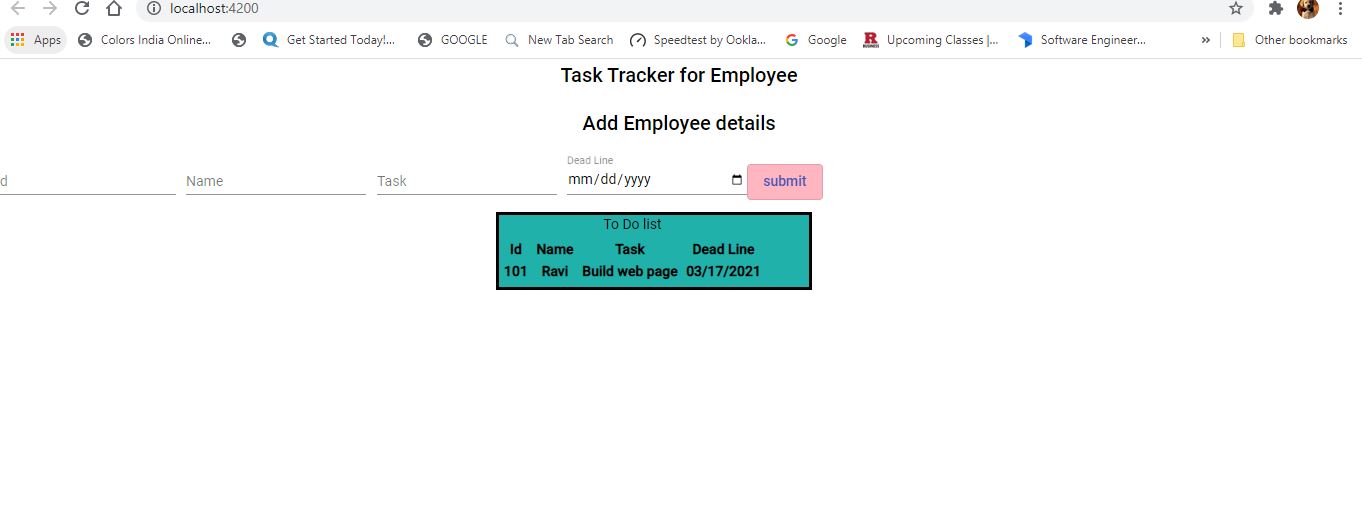 localhost:4200
Apps Colors India Online... Get Started Today!... GOOGLE New Tab Search Speedtest by Ookla... Google R BUSINESS Upcoming Classes |... Software Engineer... » Other bookmarks
Task Tracker for Employee
Add Employee details
Dead Line
d Name Task mm/dd/yyyy submit
To Do list
Id Name Task Dead Line
101 Ravi Build web page 03/17/2021